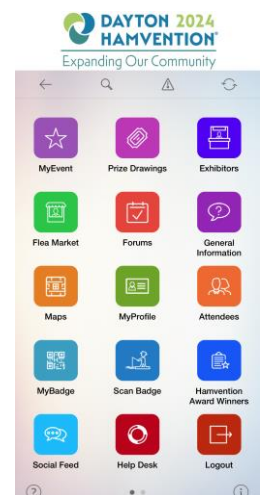 DAYTON 2024
HAMVENTION®
Expanding Our Community
MyEvent
Prize Drawings
Exhibitors
Flea Market
Forums
General
Information
Maps
MyProfile
Attendees
MyBadge
Scan Badge
Hamvention
Award Winners
Social Feed
Help Desk
Logout